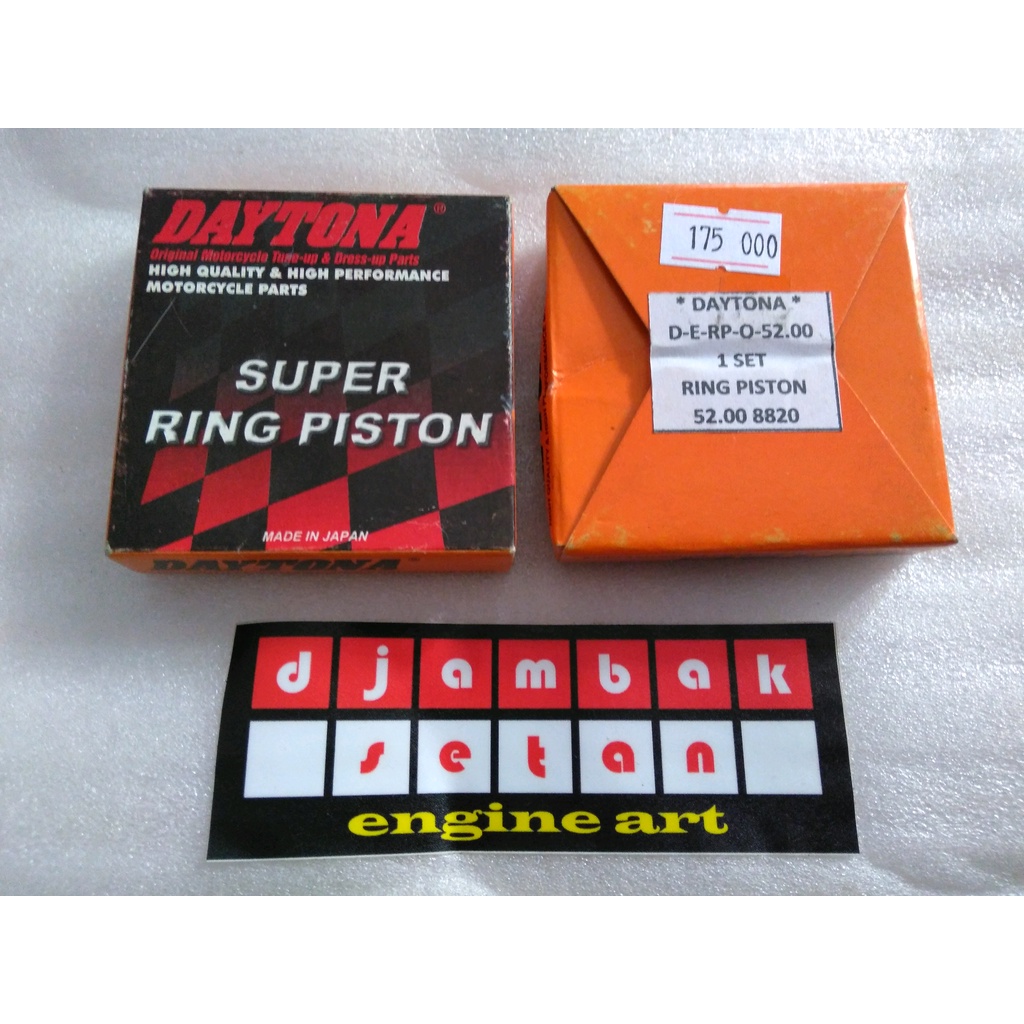 DAYTONA®
Original Motorcycle Tune-up & Dress-up Parts
HIGH QUALITY & HIGH PERFORMANCE
MOTORCYCLE PARTS
SUPER
RING PISTON
MADE IN JAPAN
DAYTONA
175 000
* DAYTONA *
D-E-RP-O-52.00
1 SET
RING PISTON
52.00 8820
djambak
setan
engine art